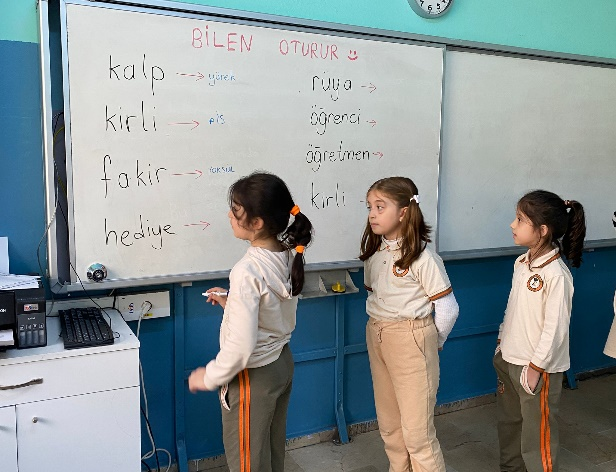 BİLEN OTURUR
kalp → yürek
kirli → pis
fakir → YOKSUL
hediye →
rüya →
öğrenci →
öğretmen →
kirli